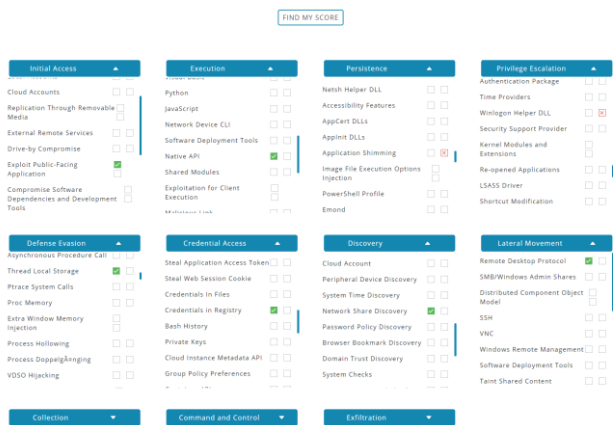 FIND MY SCORE
Initial Access
Cloud Accounts
Replication Through Removable
Media
External Remote Services
Drive-by Compromise
Exploit Public-Facing
Application
Compromise Software
Dependencies and Development
Tools
Execution
Visual Basic
Python
JavaScript
Network Device CLI
Software Deployment Tools
Native API
Shared Modules
Exploitation for Client
Execution
Malicious Link
Persistence
Netsh Helper DLL
Accessibility Features
AppCert DLLs
AppInit DLLs
Application Shimming
Image File Execution Options
Injection
PowerShell Profile
Emond
Privilege Escalation
Authentication Package
Time Providers
Winlogon Helper DLL
Security Support Provider
Kernel Modules and
Extensions
Re-opened Applications
LSASS Driver
Shortcut Modification
Defense Evasion
Asynchronous Procedure Call
Thread Local Storage
Ptrace System Calls
Proc Memory
Extra Window Memory
Injection
Process Hollowing
Process DoppelgÃnnging
VDSO Hijacking
Credential Access
Steal Application Access Token
Steal Web Session Cookie
Credentials In Files
Credentials in Registry
Bash History
Private Keys
Cloud Instance Metadata API
Group Policy Preferences
Discovery
Cloud Account
Peripheral Device Discovery
System Time Discovery
Network Share Discovery
Password Policy Discovery
Browser Bookmark Discovery
Domain Trust Discovery
System Checks
Lateral Movement
Remote Desktop Protocol
SMB/Windows Admin Shares
Distributed Component Object
Model
SSH
VNC
Windows Remote Management
Software Deployment Tools
Taint Shared Content
Collection
Command and Control
Exfiltration